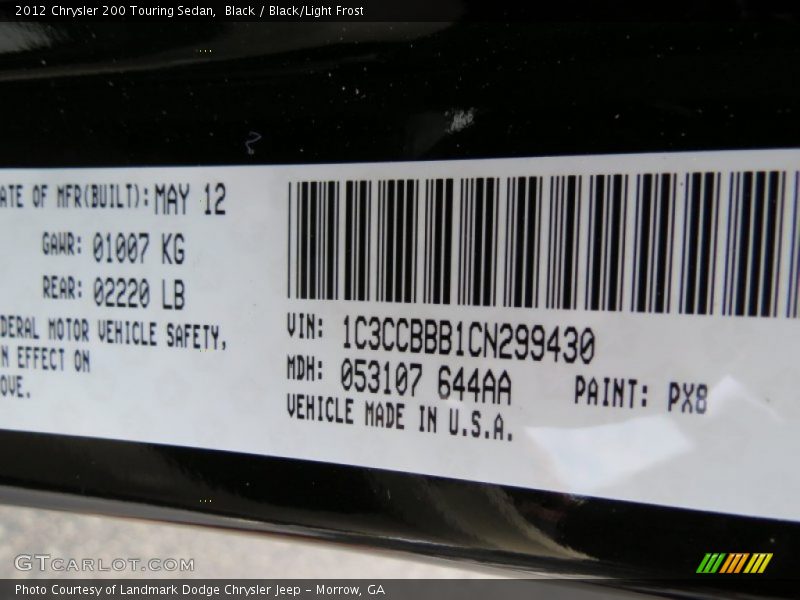 2012 Chrysler 200 Touring Sedan, Black / Black/Light Frost
ATE OF MFR(BUILT): MAY 12
GAWR: 01007 KG
REAR: 02220 LB
DERAL MOTOR VEHICLE SAFETY,
N EFFECT ON
OVE.
VIN: 1C3CCBBB1CN299430
MDH: 053107 644AA PAINT: PX8
VEHICLE MADE IN U.S.A.
GTCARLOT.COM
Photo Courtesy of Landmark Dodge Chrysler Jeep - Morrow, GA